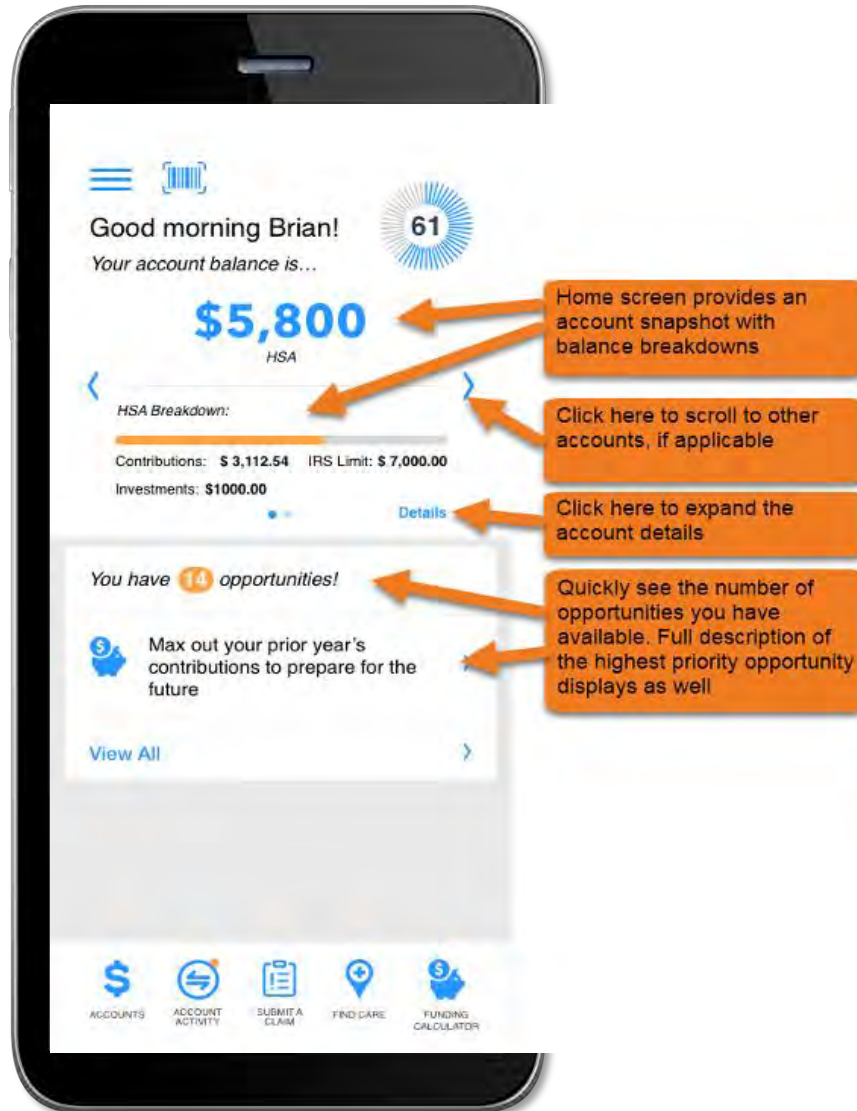 Good morning Brian!
61
Your account balance is...
$5,800
HSA
HSA Breakdown:
Contributions: $ 3,112.54 IRS Limit: $ 7,000.00
Investments: $1000.00
Details
You have 14 opportunities!
Max out your prior year's
contributions to prepare for the
future
View All
ACCOUNTS
ACCOUNT
ACTIVITY
SUBMIT A
CLAIM
FIND CARE
FUNDING
CALCULATOR
Home screen provides an
account snapshot with
balance breakdowns
Click here to scroll to other
accounts, if applicable
Click here to expand the
account details
Quickly see the number of
opportunities you have
available. Full description of
the highest priority opportunity
displays as well